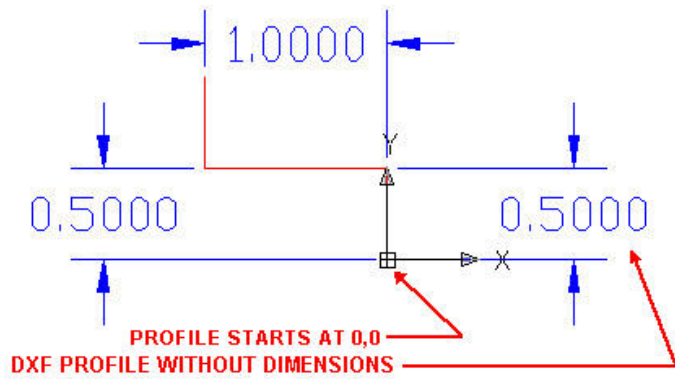 1.0000
Y
0.5000
0.5000
X
PROFILE STARTS AT 0,0
DXF PROFILE WITHOUT DIMENSIONS